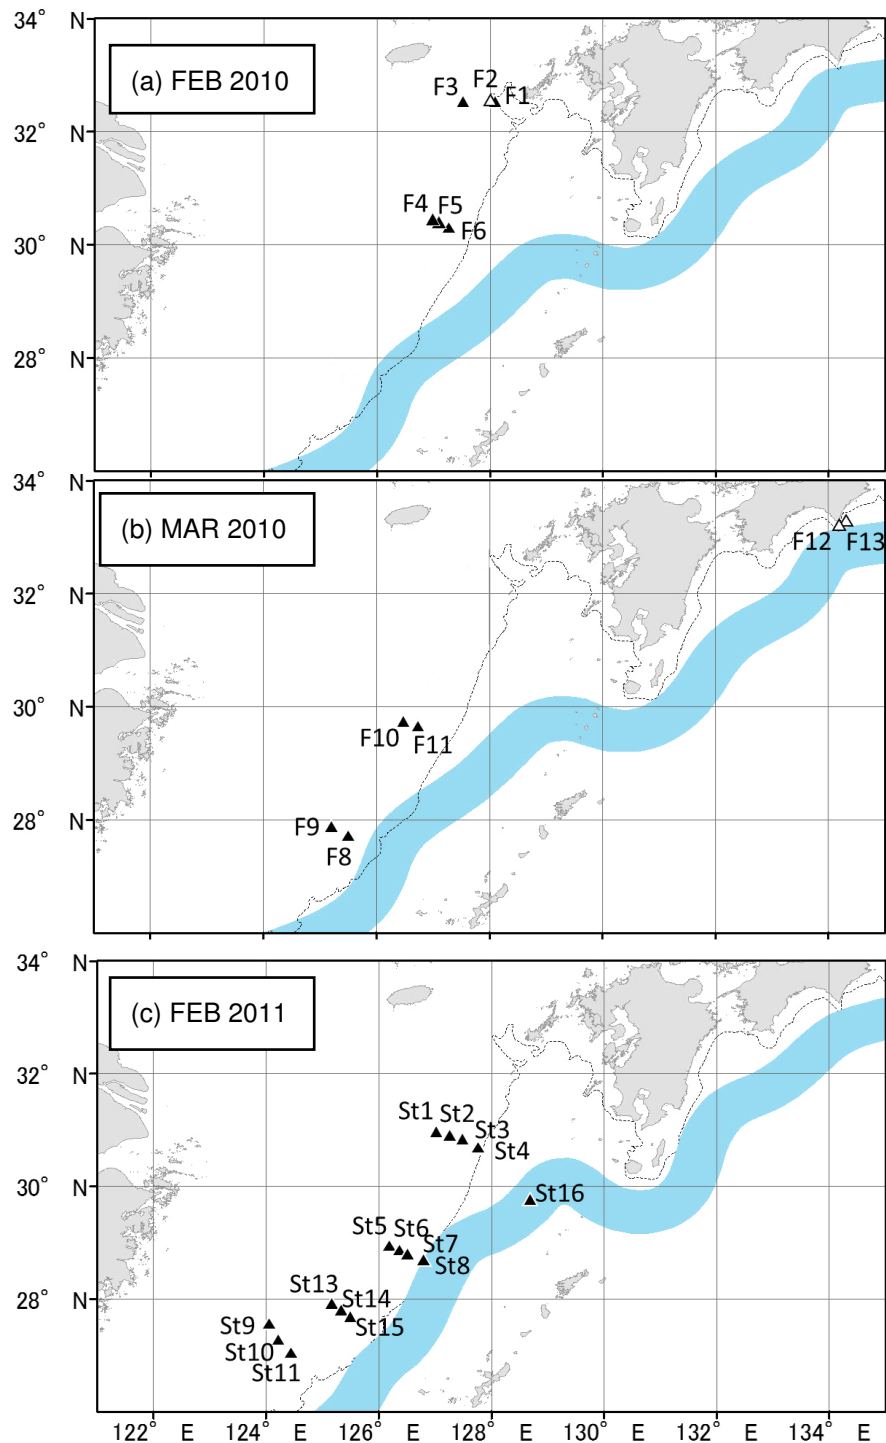 34° N
(a) FEB 2010
F3 F2 F1
32° N
F4 F5 F6
30° N
28° N
N
34° N
(b) MAR 2010
F12 F13
32° N
30° N
F10 F11
28° N
F9
F8
N
34° N
(c) FEB 2011
32° N
St1 St2 St3 St4
30° N
St16
St5 St6 St7 St8
28° N
St13 St14 St15
St9
St10
St11
N
122° E 124° E 126° E 128° E 130° E 132° E 134° E